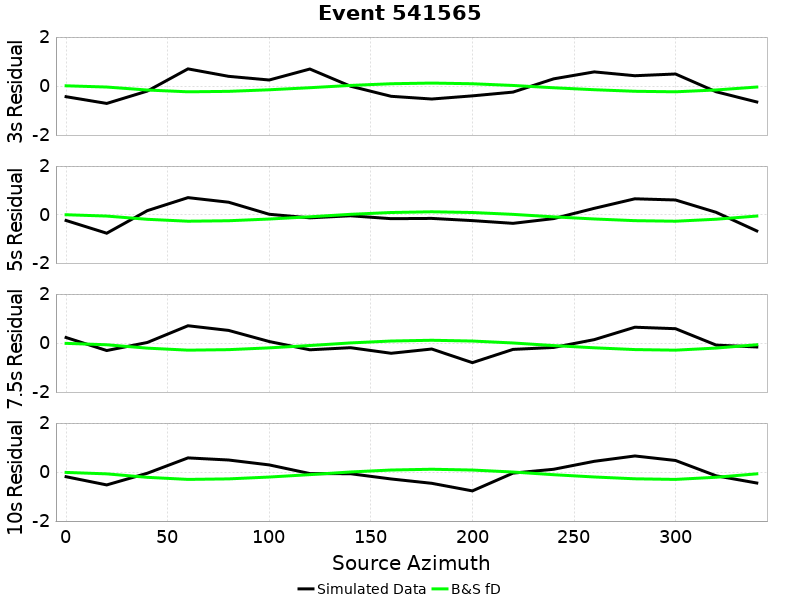 Event 541565
3s Residual
2
0
-2
5s Residual
2
0
-2
7.5s Residual
2
0
-2
10s Residual
2
0
-2
0 50 100 150 200 250 300
Source Azimuth
Simulated Data B&S fD